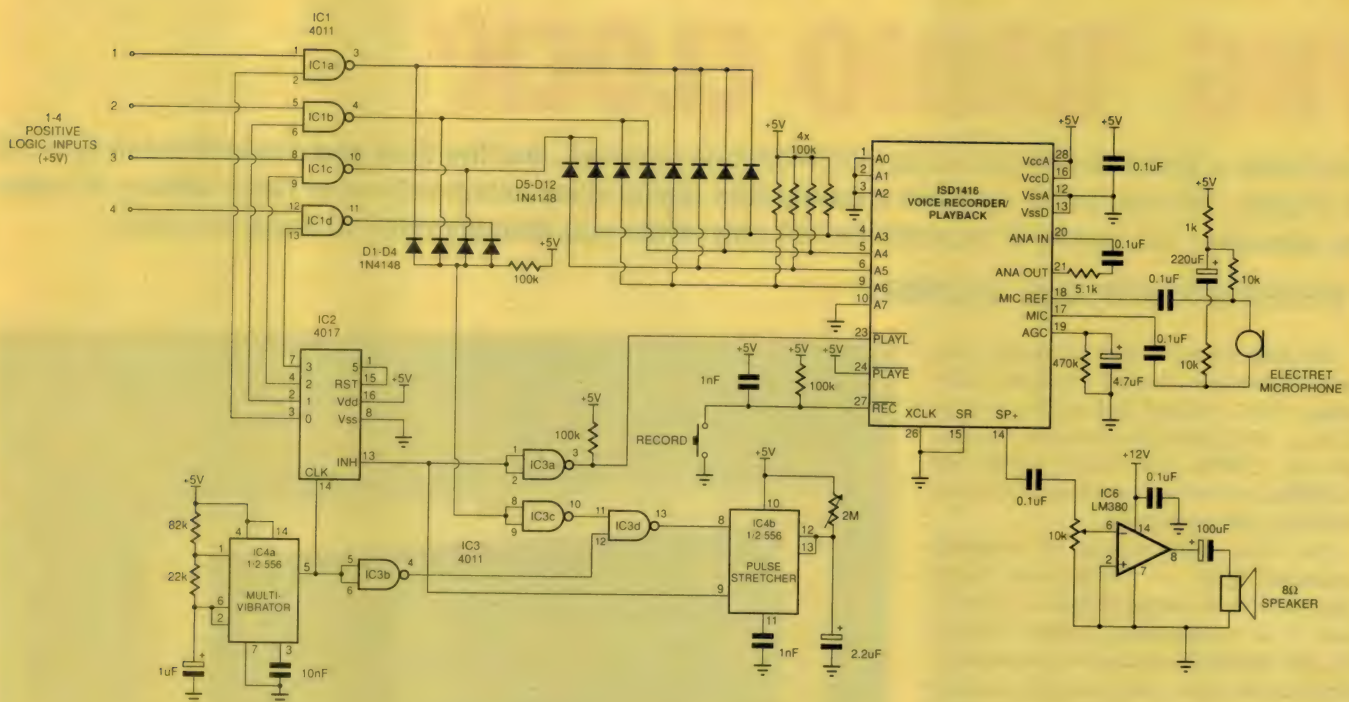 IC1
4011
1
1
2
IC1a
3
2
5
6
IC1b
4
1-4
POSITIVE
LOGIC INPUTS
(+5V)
3
8
9
IC1c
10
4
12
13
IC1d
11
D1-D4
1N4148
100k
+5V
D5-D12
1N4148
+5V
4x
100k
1
2
3
4
5
6
9
10
23
24
27
A0
A1
A2
A3
A4
A5
A6
A7
PLAYL
PLAYE
REC
ISD1416
VOICE RECORDER/
PLAYBACK
XCLK
SR
SP+
26
15
14
VccA
VccD
VssA
VssD
ANA IN
ANA OUT
MIC REF
MIC
AGC
28
16
12
13
20
21
18
17
19
+5V
+5V
0.1uF
0.1uF
5.1k
+5V
1k
220uF
+
10k
0.1uF
0.1uF
10k
470k
+
4.7uF
ELECTRET
MICROPHONE
IC2
4017
7
4
2
3
3
2
1
0
5
RST
Vdd
Vss
INH
CLK
1
15
16
8
13
14
+5V
+5V
82k
22k
+
1uF
4
14
1
6
2
IC4a
1/2 556
MULTI-
VIBRATOR
5
7
3
10nF
5
6
IC3b
4
1
2
IC3a
3
+5V
100k
8
9
IC3c
10
IC3
4011
11
12
IC3d
13
+5V
1nF
+5V
100k
+5V
RECORD
+5V
10
8
9
IC4b
1/2 556
PULSE
STRETCHER
12
13
11
1nF
2M
+
2.2uF
0.1uF
10k
+12V
0.1uF
IC6
LM380
6
2
14
7
8
100uF
+
8Ω
SPEAKER